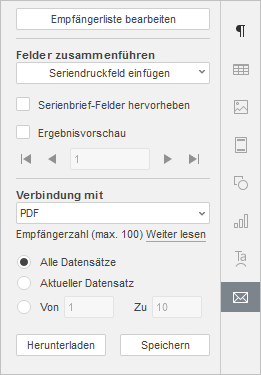 Empfängerliste bearbeiten
Felder zusammenführen
Seriendruckfeld einfügen
Serienbrief-Felder hervorheben
Ergebnisvorschau
1
Verbindung mit
PDF
Empfängerzahl (max. 100) Weiter lesen
Alle Datensätze
Aktueller Datensatz
Von 1 Zu 10
Herunterladen Speichern
Ta